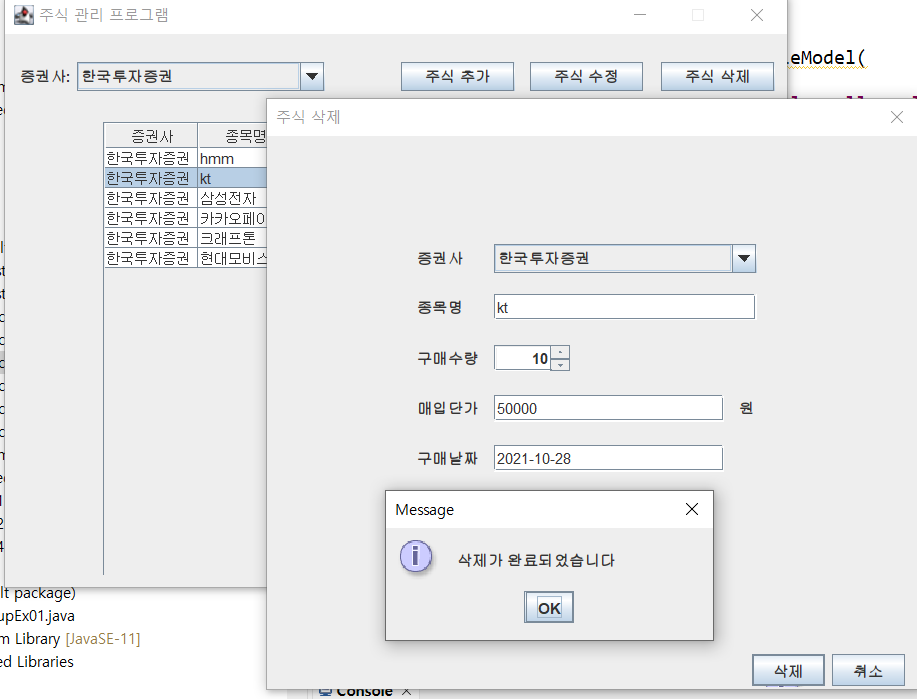 주식 관리 프로그램
eModel(
증권사: 한국투자증권 주식 추가 주식 수정 주식 삭제
주식 삭제
증권사 종목명
한국투자증권 hmm
한국투자증권 kt
한국투자증권 삼성전자
한국투자증권 카카오페이
한국투자증권 크래프톤
한국투자증권 현대모비스
증권사 한국투자증권
종목명 kt
구매수량 10
매입단가 50000 원
구매날짜 2021-10-28
Message
삭제가 완료되었습니다
OK
삭제 취소
lt package)
upEx01.java
m Library [JavaSE-11]
ed Libraries
Console